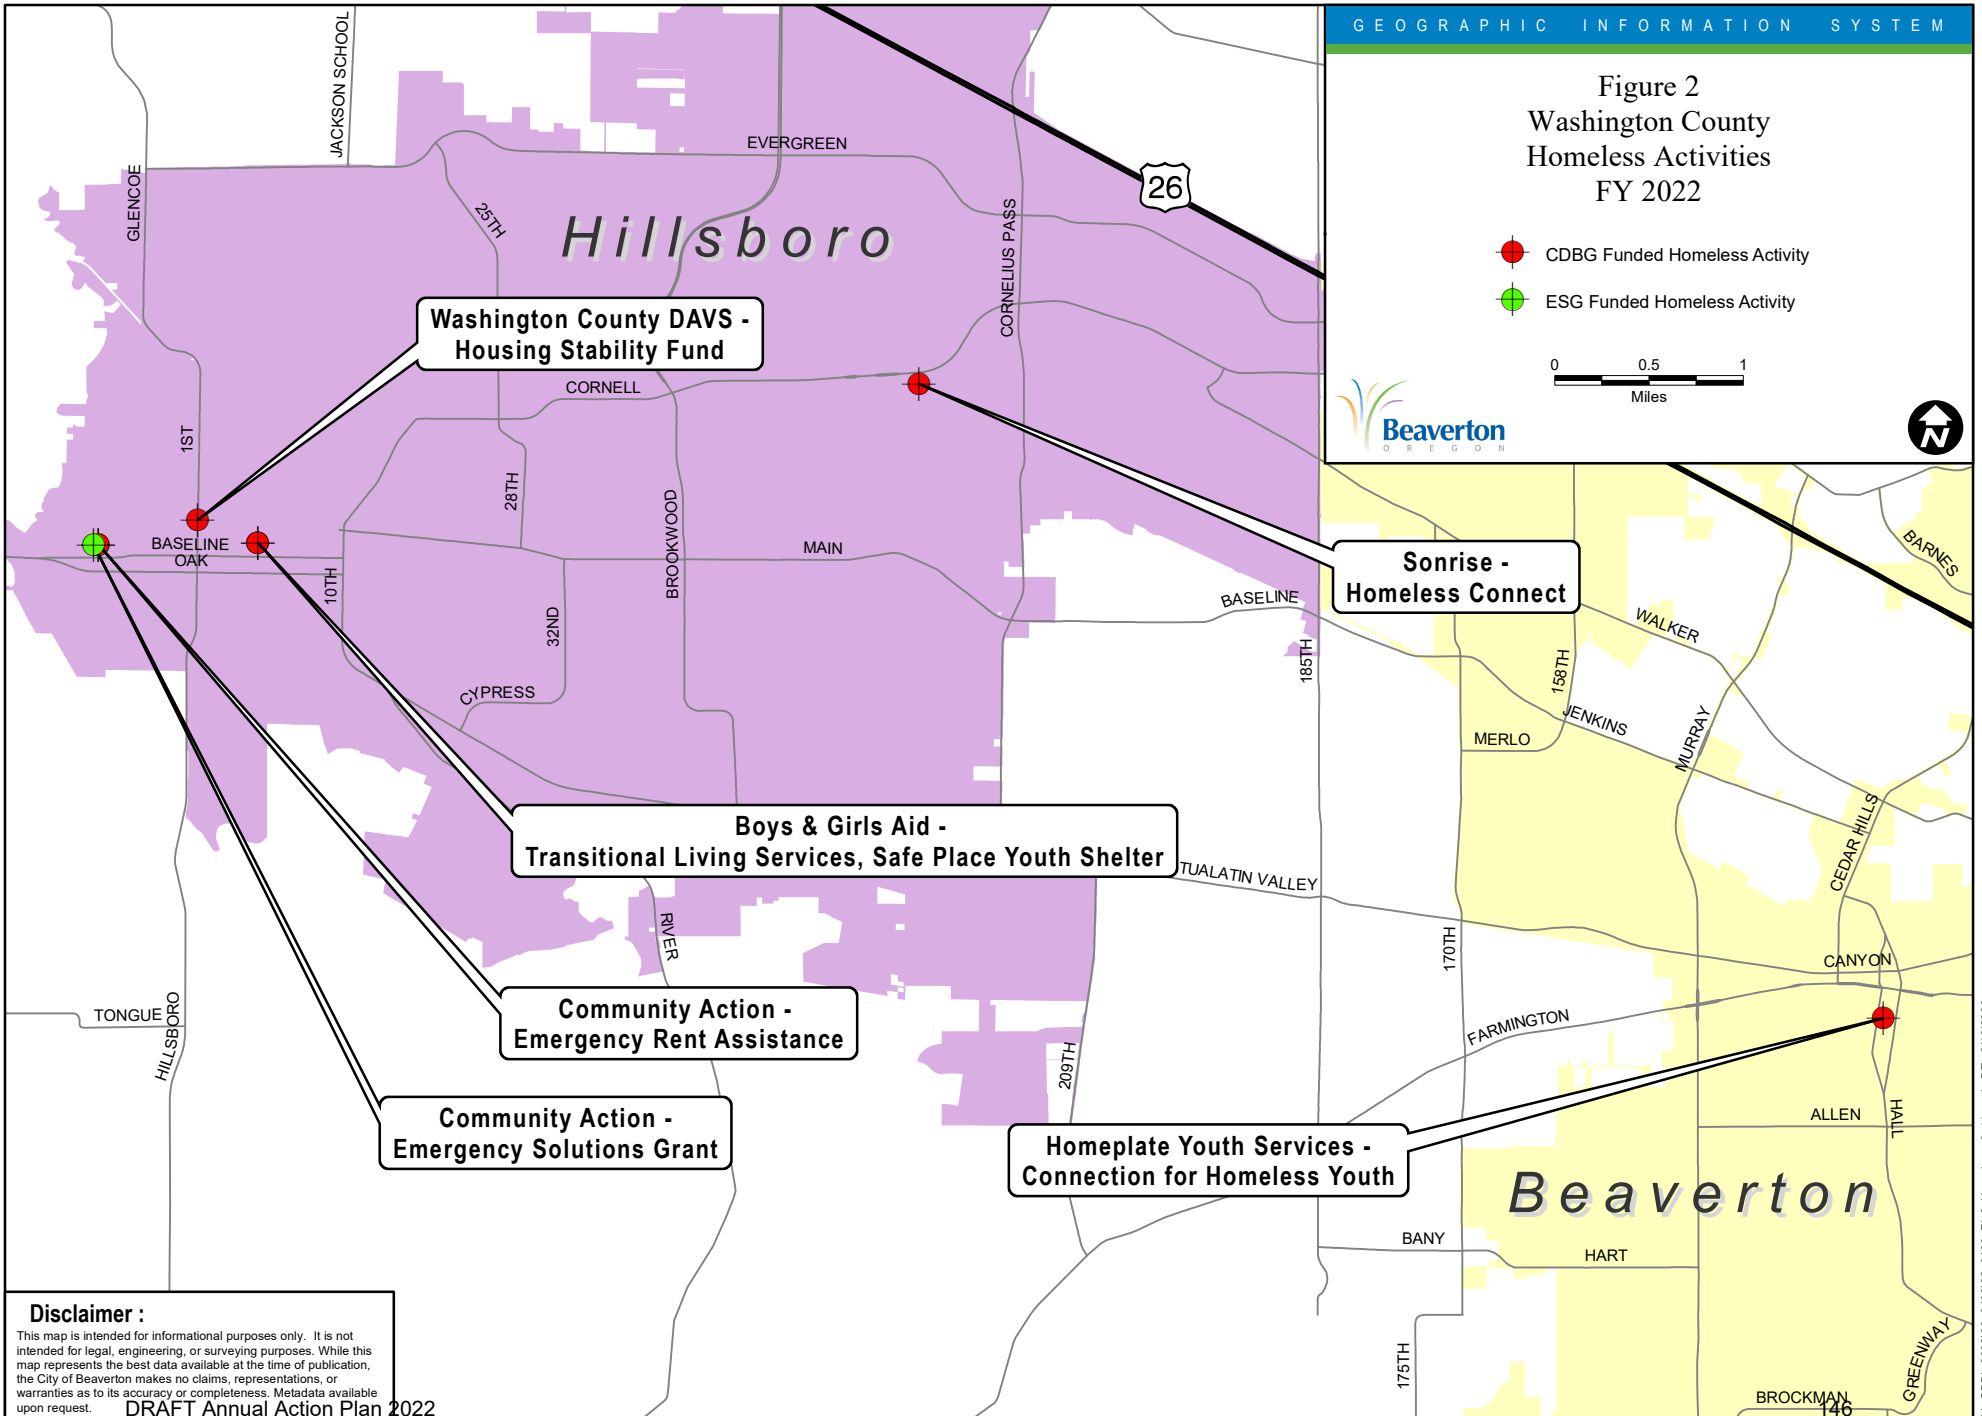 GEOGRAPHIC INFORMATION SYSTEM
Figure 2
Washington County
Homeless Activities
FY 2022
CDBG Funded Homeless Activity
ESG Funded Homeless Activity
0 0.5 1
Miles
Beaverton
OREGON
N
JACKSON SCHOOL
GLENCOE
EVERGREEN
25TH
26
Hillsboro
CORNELIUS PASS
Washington County DAVS -
Housing Stability Fund
CORNELL
1ST
28TH
BROOKWOOD
BASELINE
OAK
MAIN
10TH
32ND
CYPRESS
Sonrise -
Homeless Connect
BASELINE
185TH
WALKER
158TH
BARNES
JENKINS
MERLO
MURRAY
CEDAR HILLS
Boys & Girls Aid -
Transitional Living Services, Safe Place Youth Shelter
TUALATIN VALLEY
RIVER
170TH
CANYON
TONGUE
HILLSBORO
Community Action -
Emergency Rent Assistance
FARMINGTON
209TH
Community Action -
Emergency Solutions Grant
ALLEN
HALL
Homeplate Youth Services -
Connection for Homeless Youth
Beaverton
BANY
HART
175TH
GREENWAY
BROCKMAN
Disclaimer :
This map is intended for informational purposes only. It is not
intended for legal, engineering, or surveying purposes. While this
map represents the best data available at the time of publication,
the City of Beaverton makes no claims, representations, or
warranties as to its accuracy or completeness. Metadata available
upon request.
DRAFT Annual Action Plan 2022
146